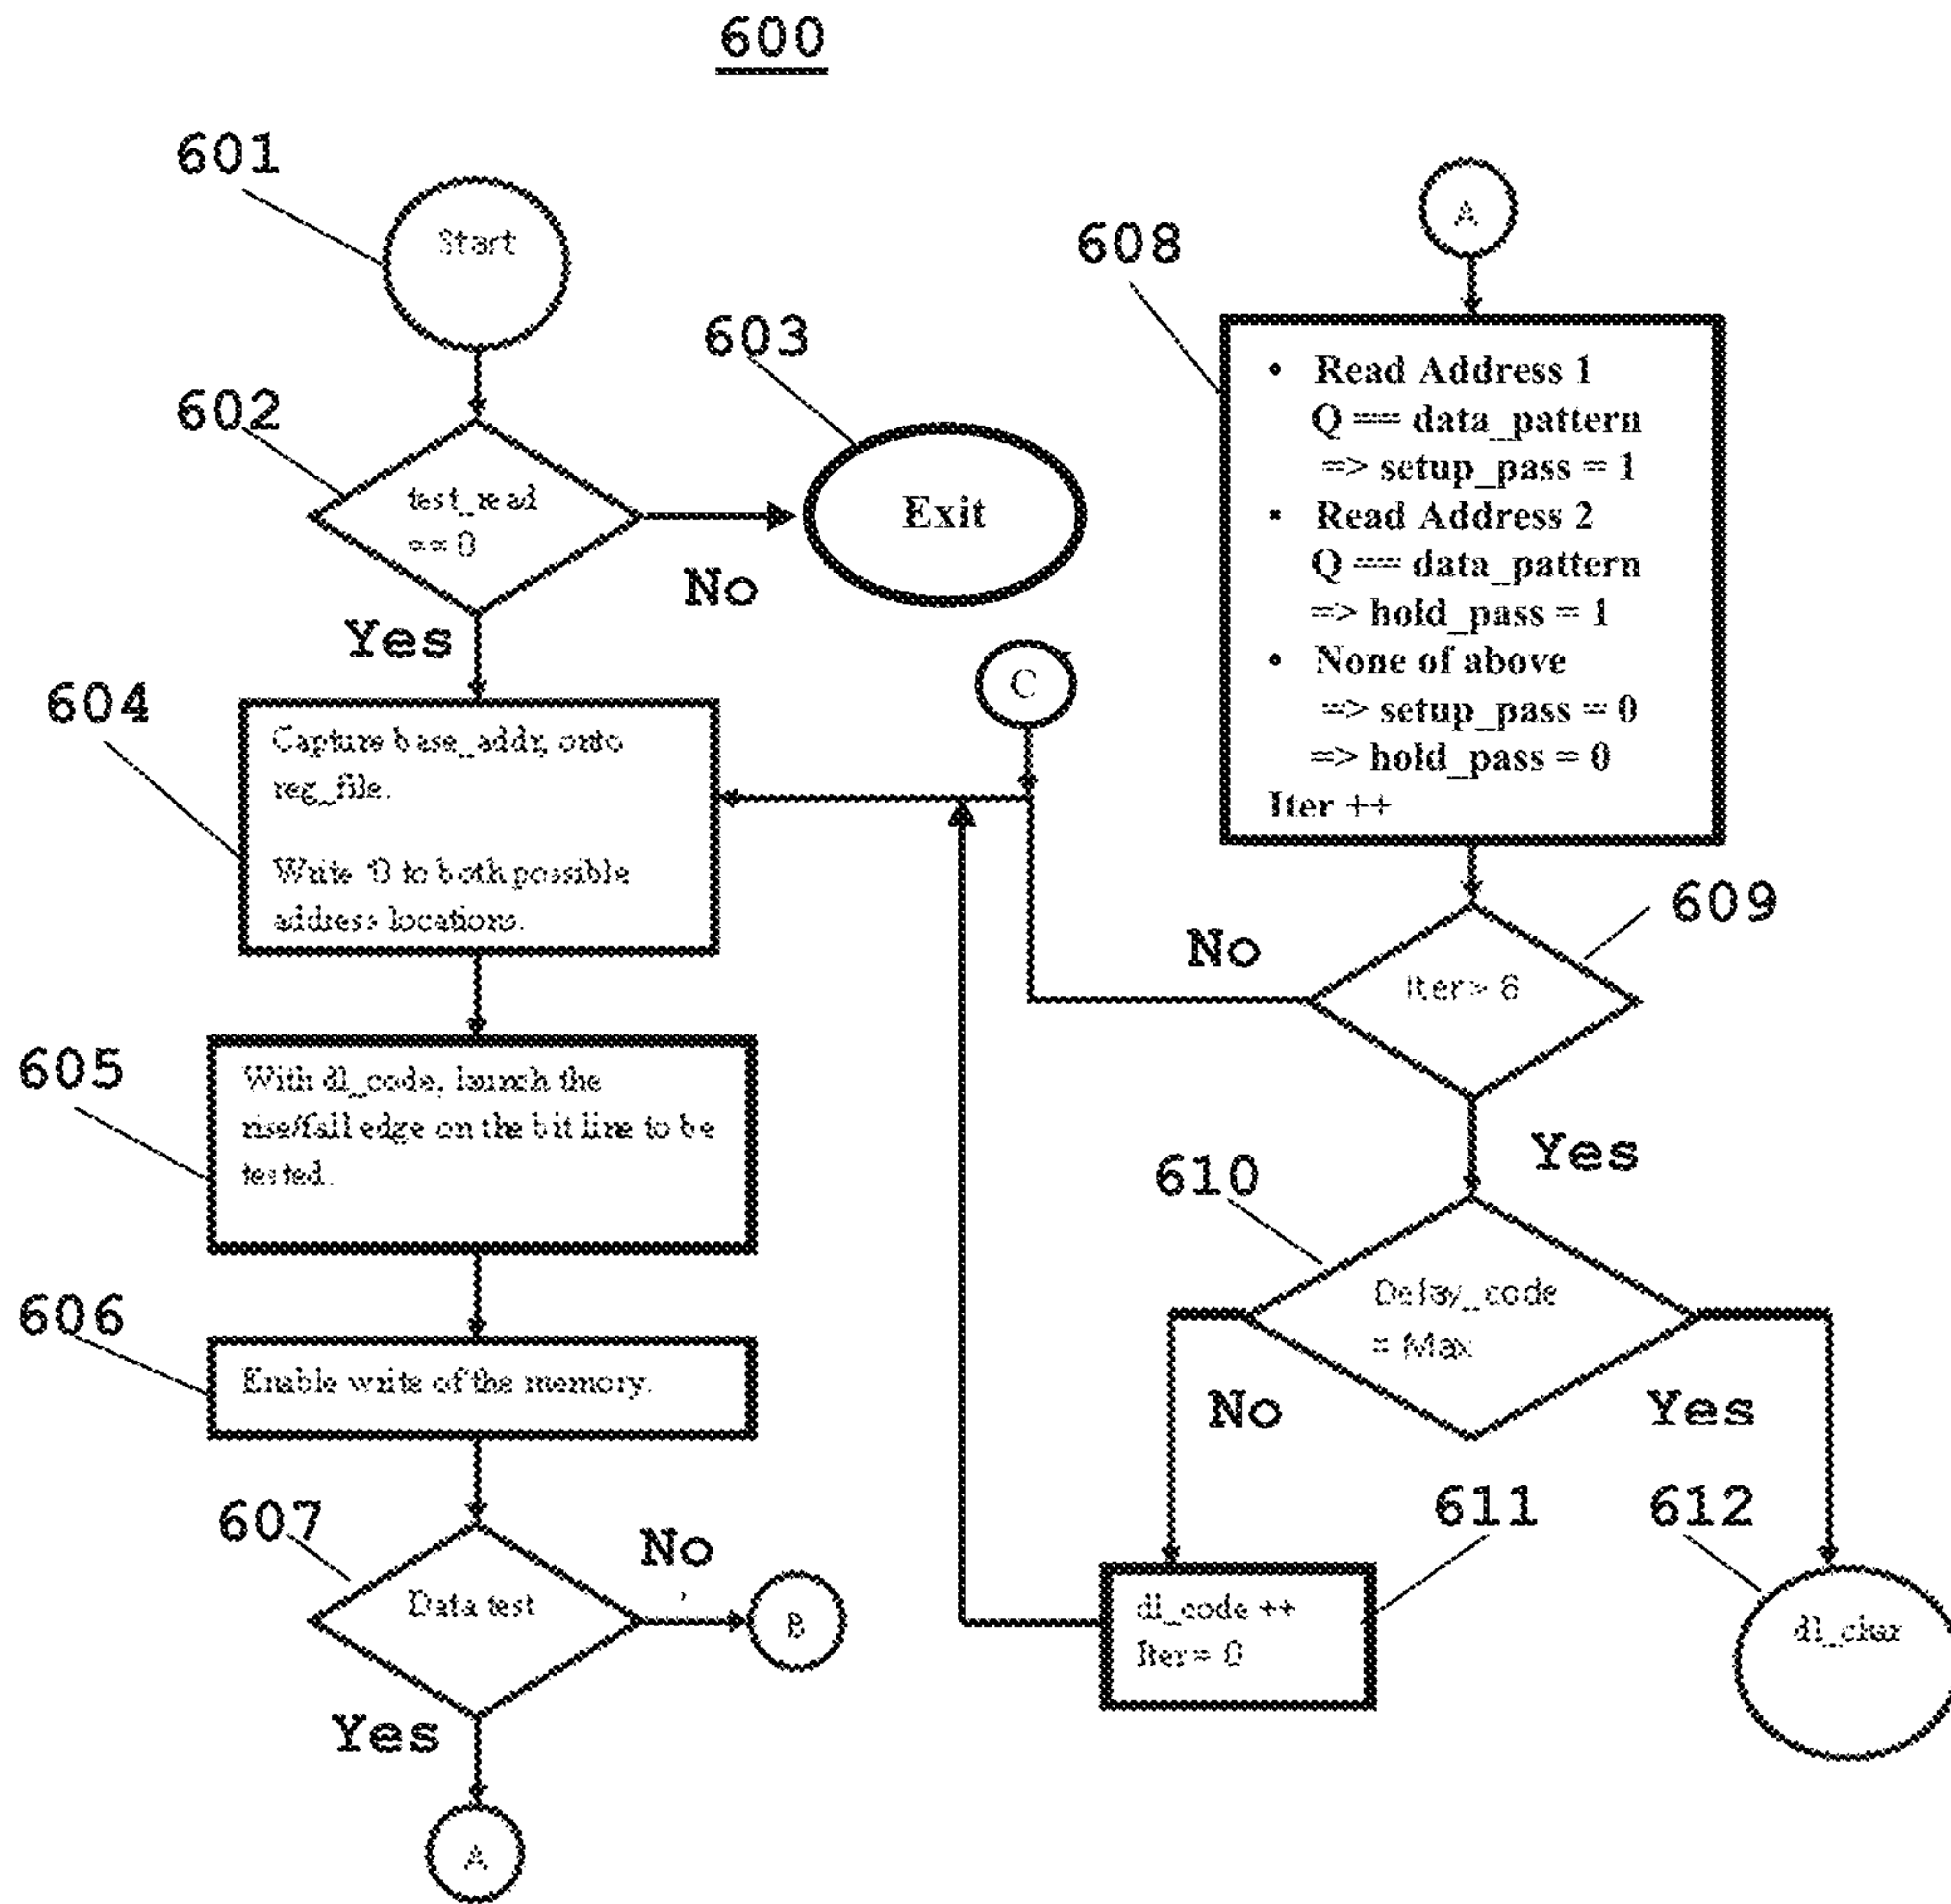 600
601
Start
602
test_read
== 0
603
Exit
No
Yes
604
Capture base_addr, onto
reg_file.
Write '0 to both possible
address locations.
605
With dl_code, launch the
rise/fall edge on the bit line to be
tested.
606
Enable write of the memory.
607
Data test
No
B
Yes
A
A
608
• Read Address 1
Q == data_pattern
=> setup_pass = 1
• Read Address 2
Q == data_pattern
=> hold_pass = 1
• None of above
=> setup_pass = 0
=> hold_pass = 0
Iter ++
C
609
No
Yes
610
Delay_code
= Max
No
Yes
611
dl_code ++
Iter= 0
612
dl_char